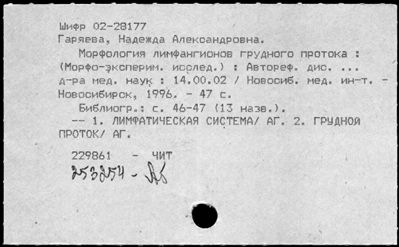 Шифр 02-28177
Гаряева, Надежда Александровна.
Морфология лимфангионов грудного протока :
(Морфо-эксперим. исслед.) : Автореф. дис. ...
д-ра мед. наук : 14.00.02 / Новосиб. мед. ин-т. -
Новосибирск, 1996. - 47 с.
Библиогр.: с. 46-47 (13 назв.).
-- 1. ЛИМФАТИЧЕСКАЯ СИСТЕМА/ АГ. 2. ГРУДНОЙ
ПРОТОК/ АГ.
229861 - ЧИТ
253254 - Аб